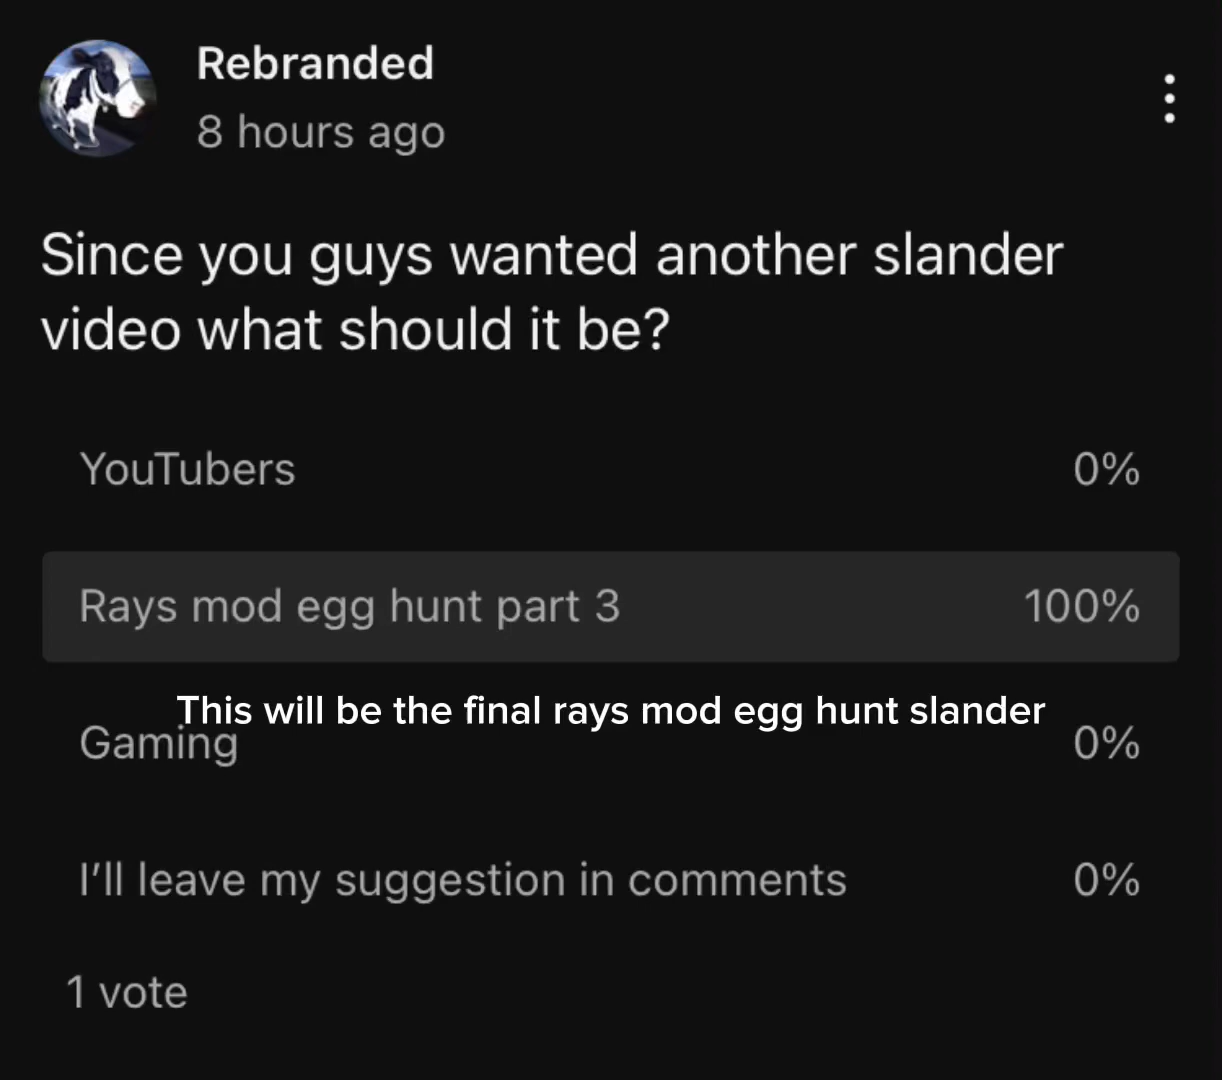 Rebranded
8 hours ago
Since you guys wanted another slander
video what should it be?
YouTubers 0%
Rays mod egg hunt part 3 100%
This will be the final rays mod egg hunt slander
Gaming 0%
I’ll leave my suggestion in comments 0%
1 vote